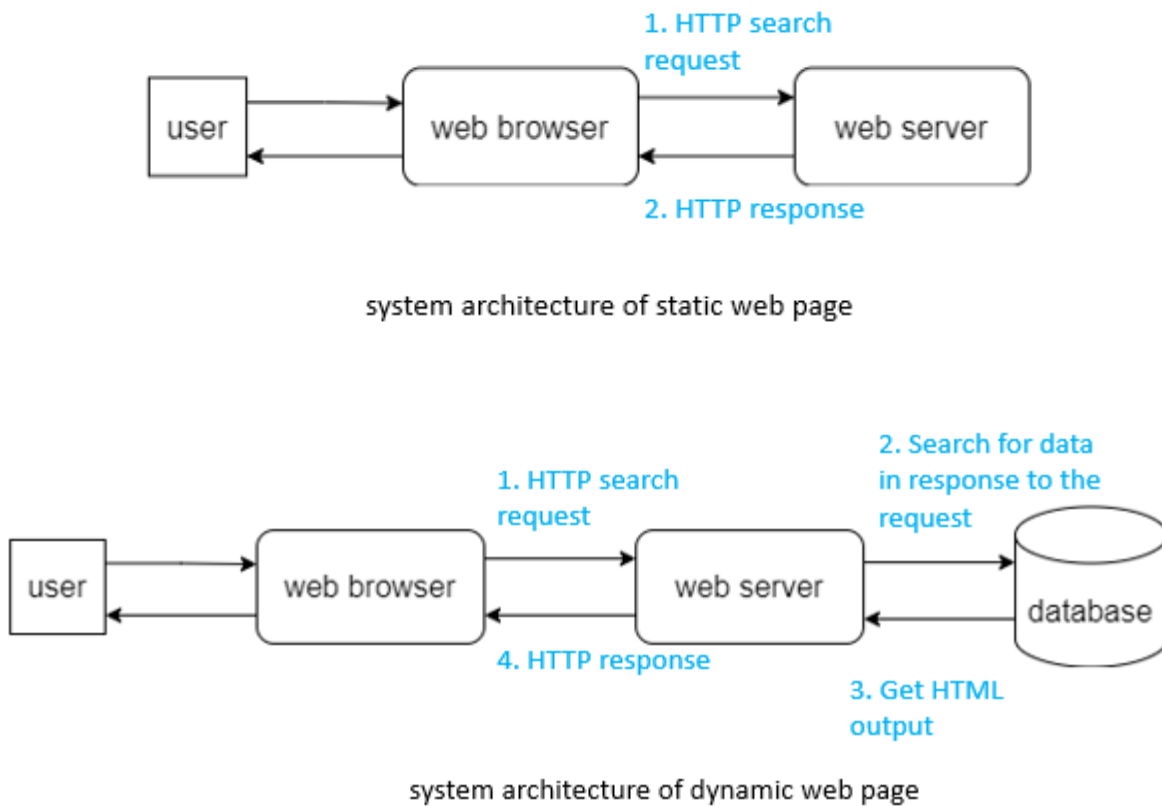 1. HTTP search
request
user
web browser
web server
2. HTTP response
system architecture of static web page
2. Search for data
in response to the
request
1. HTTP search
request
user
web browser
web server
database
4. HTTP response
3. Get HTML
output
system architecture of dynamic web page